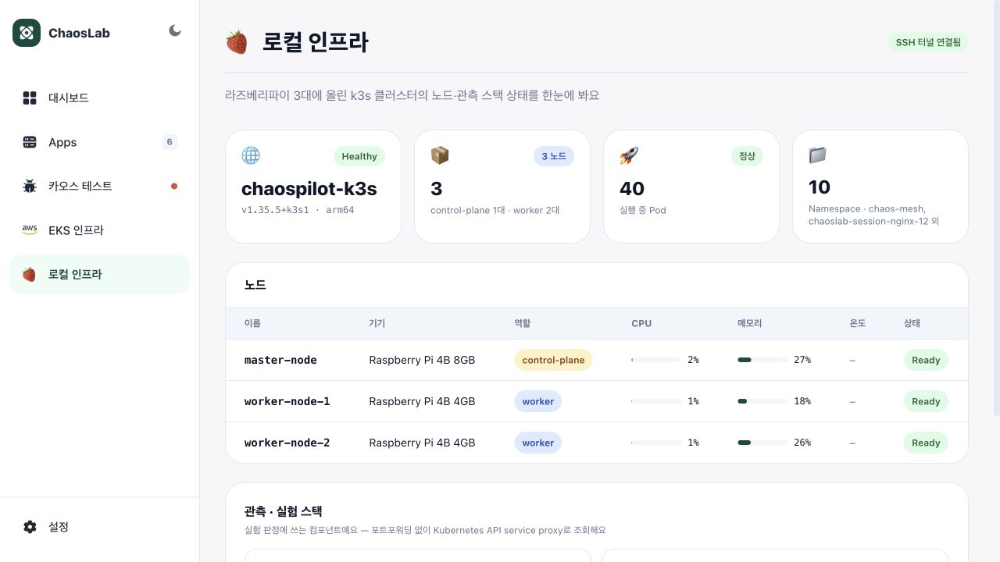 ChaosLab
대시보드
Apps 6
카오스 테스트
aws EKS 인프라
로컬 인프라
설정
로컬 인프라
SSH 터널 연결됨
라즈베리파이 3대에 올린 k3s 클러스터의 노드·관측 스택 상태를 한눈에 봐요
Healthy
chaospilot-k3s
v1.35.5+k3s1 · arm64
3 노드
3
control-plane 1대 · worker 2대
정상
40
실행 중 Pod
10
Namespace · chaos-mesh,
chaoslab-session-nginx-12 외
노드
이름 기기 역할 CPU 메모리 온도 상태
master-node Raspberry Pi 4B 8GB control-plane 2% 27% — Ready
worker-node-1 Raspberry Pi 4B 4GB worker 1% 18% — Ready
worker-node-2 Raspberry Pi 4B 4GB worker 1% 26% — Ready
관측 · 실험 스택
실험 판정에 쓰는 컴포넌트예요 — 포트포워딩 없이 Kubernetes API service proxy로 조회해요